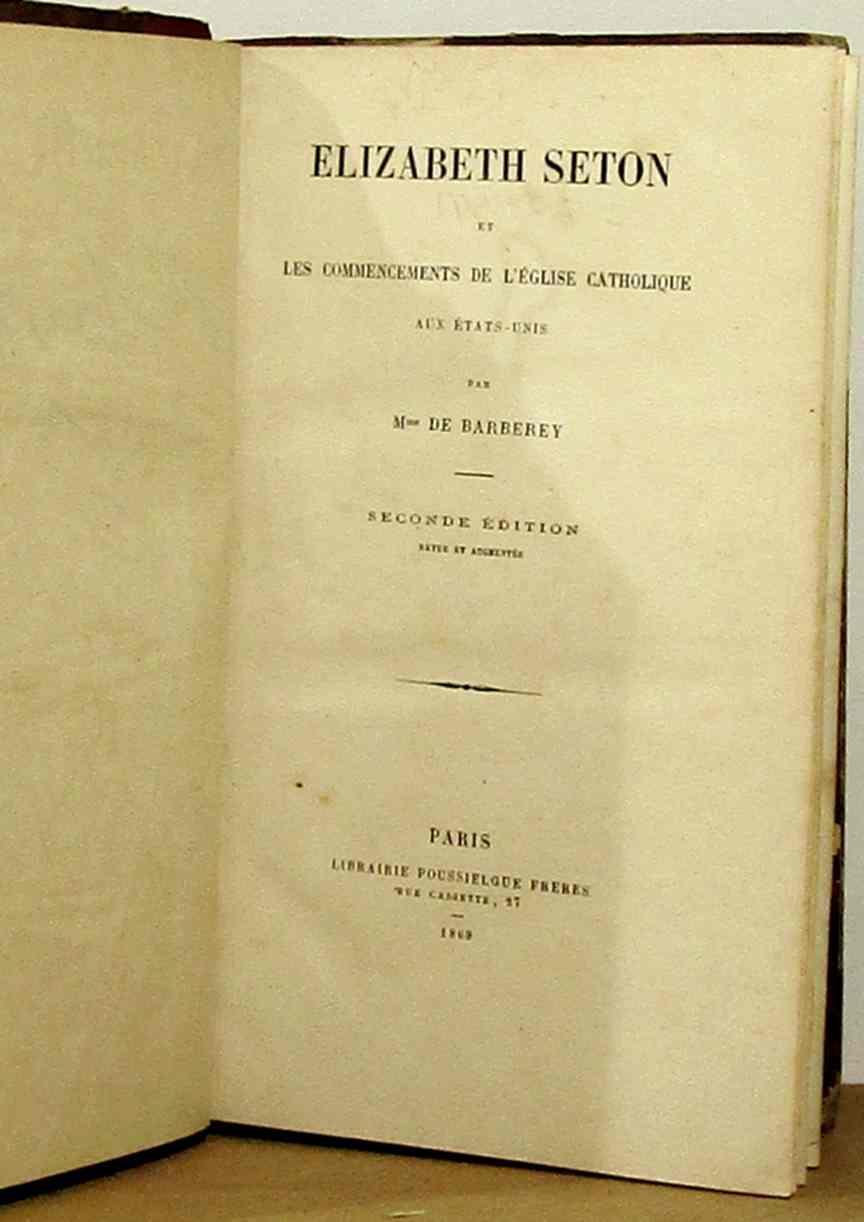 ELIZABETH SETON
ET
LES COMMENCEMENTS DE L'ÉGLISE CATHOLIQUE
AUX ÉTATS-UNIS
PAR
Mme DE BARBEREY
SECONDE ÉDITION
REVUE ET AUGMENTÉE
PARIS
LIBRAIRIE POUSSIELGUE FRÈRES
RUE CASSETTE, 27
1869